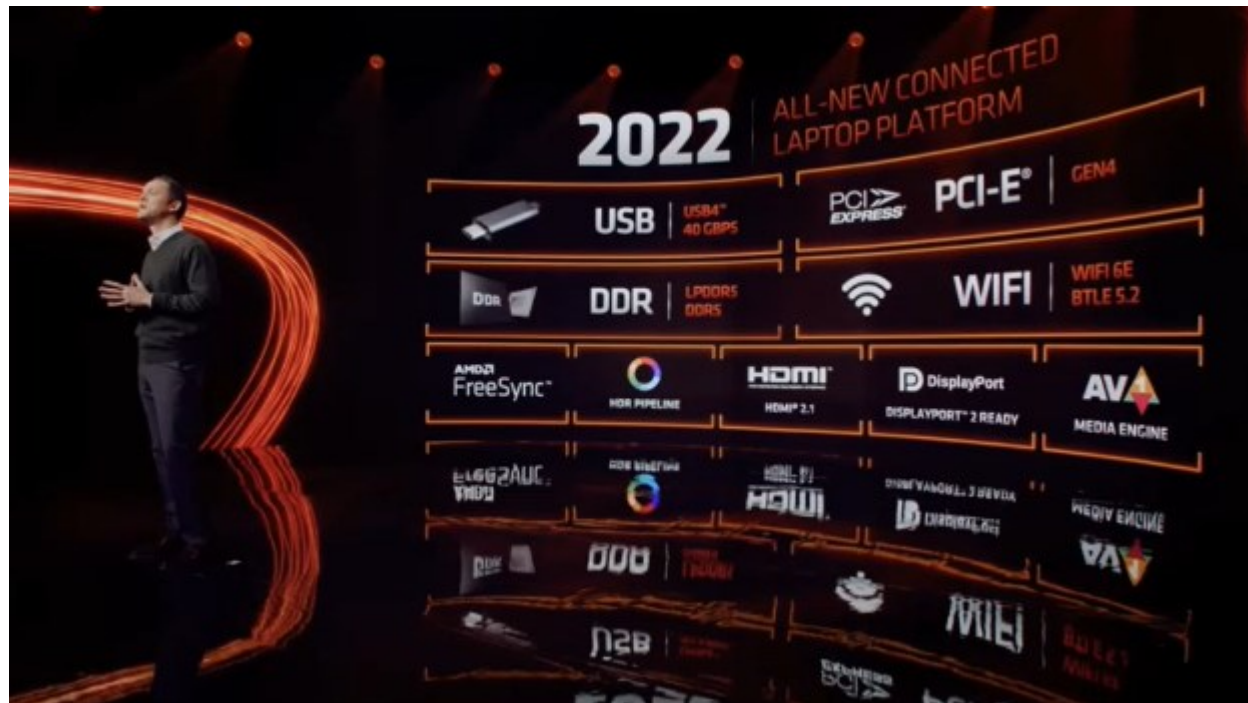 2022
ALL-NEW CONNECTED
LAPTOP PLATFORM
USB
USB4™
40 GBPS
PCI
EXPRESS®
PCI-E®
GEN4
DDR
DDR
LPDDR5
DDR5
WIFI
WIFI 6E
BTLE 5.2
AMD
FreeSync™
HDR PIPELINE
HDMI™
HDMI® 2.1
DisplayPort
DISPLAYPORT™ 2 READY
AV1
MEDIA ENGINE